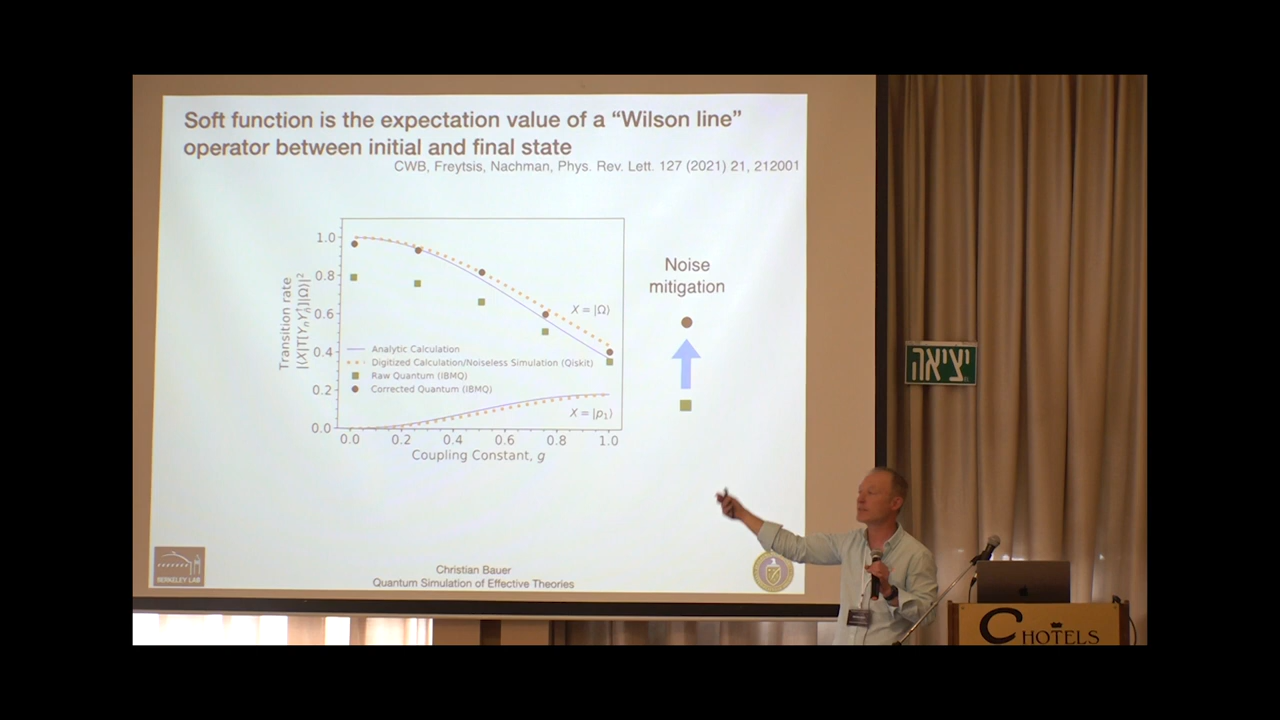 Soft function is the expectation value of a “Wilson line”
operator between initial and final state
CWB, Freytsis, Nachman, Phys. Rev. Lett. 127 (2021) 21, 212001
Noise
mitigation
Transition rate
|⟨X|T[YₙYₙ̄†]|Ω⟩|²
1.0
0.8
0.6
0.4
0.2
0.0
X = |Ω⟩
Analytic Calculation
Digitized Calculation/Noiseless Simulation (Qiskit)
Raw Quantum (IBMQ)
Corrected Quantum (IBMQ)
X = |p₁⟩
0.0 0.2 0.4 0.6 0.8 1.0
Coupling Constant, g
יציאה
BERKELEY LAB
Christian Bauer
Quantum Simulation of Effective Theories
C HOTELS